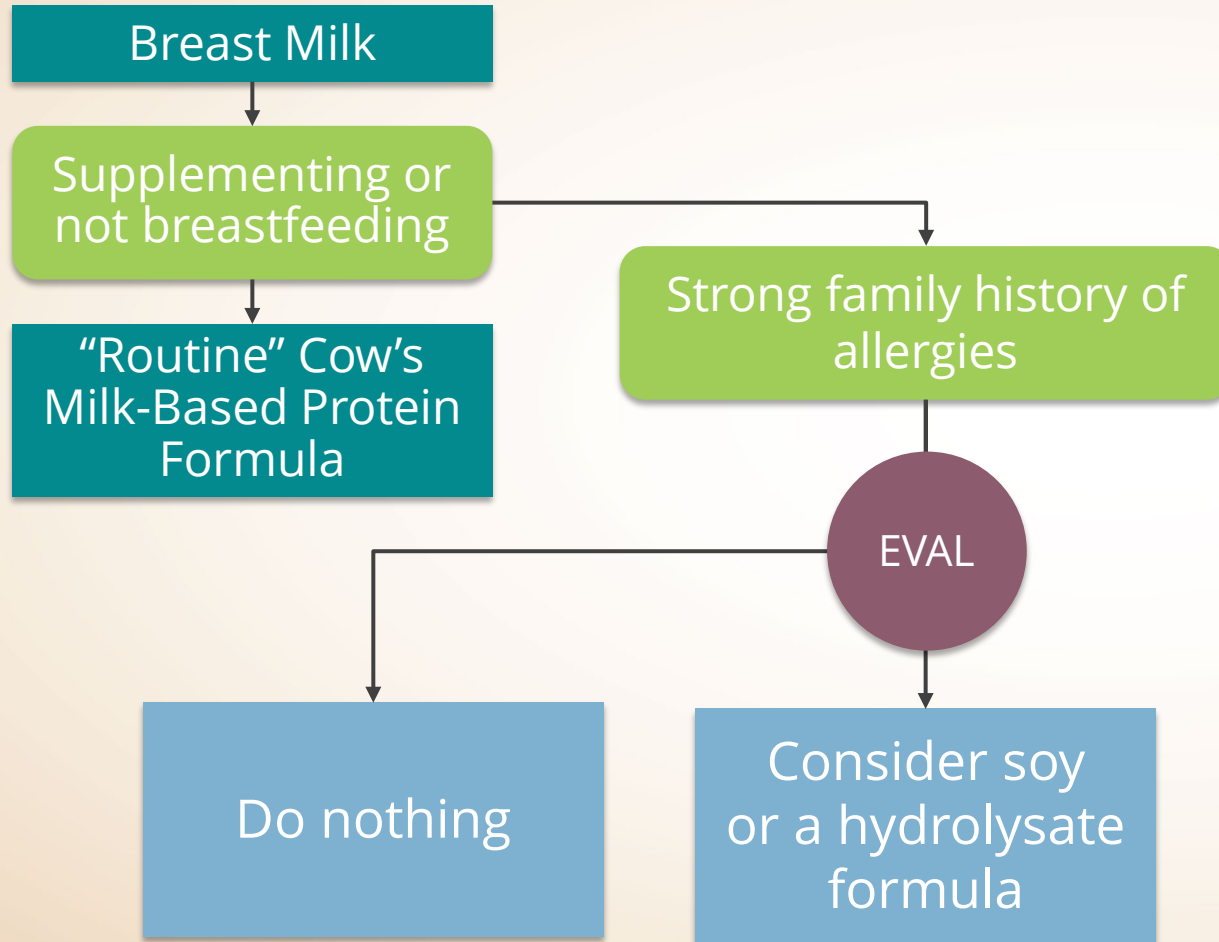 Breast Milk
Supplementing or
not breastfeeding
“Routine” Cow’s
Milk-Based Protein
Formula
Strong family history of
allergies
EVAL
Do nothing
Consider soy
or a hydrolysate
formula